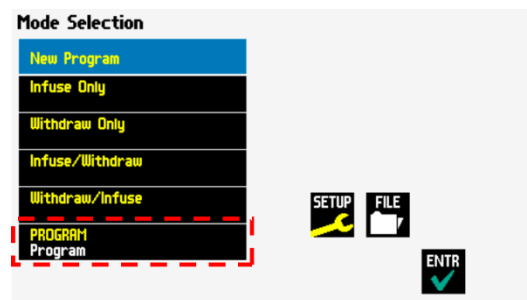 Mode Selection
New Program
Infuse Only
Withdraw Only
Infuse/Withdraw
Withdraw/Infuse
PROGRAM
Program
SETUP
FILE
ENTR